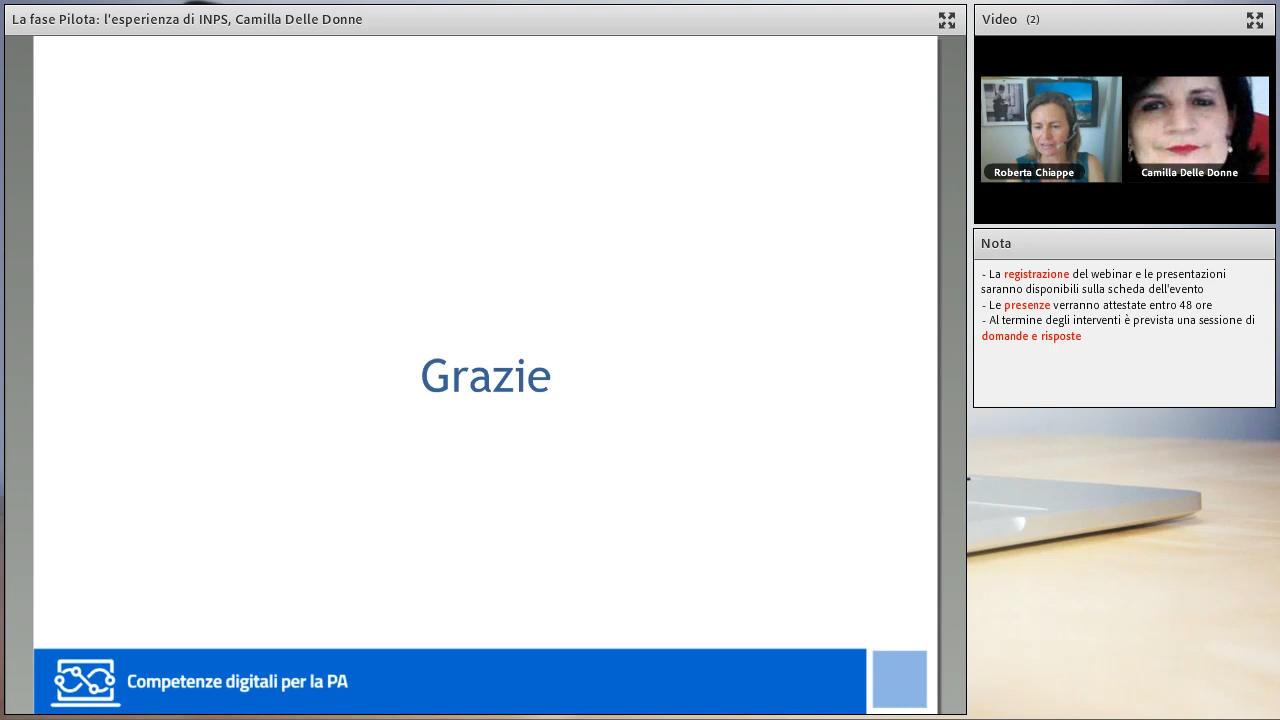 La fase Pilota: l'esperienza di INPS, Camilla Delle Donne
Grazie
Competenze digitali per la PA
Video (2)
Roberta Chiappe
Camilla Delle Donne
Nota
- La registrazione del webinar e le presentazioni
saranno disponibili sulla scheda dell'evento
- Le presenze verranno attestate entro 48 ore
- Al termine degli interventi è prevista una sessione di
domande e risposte